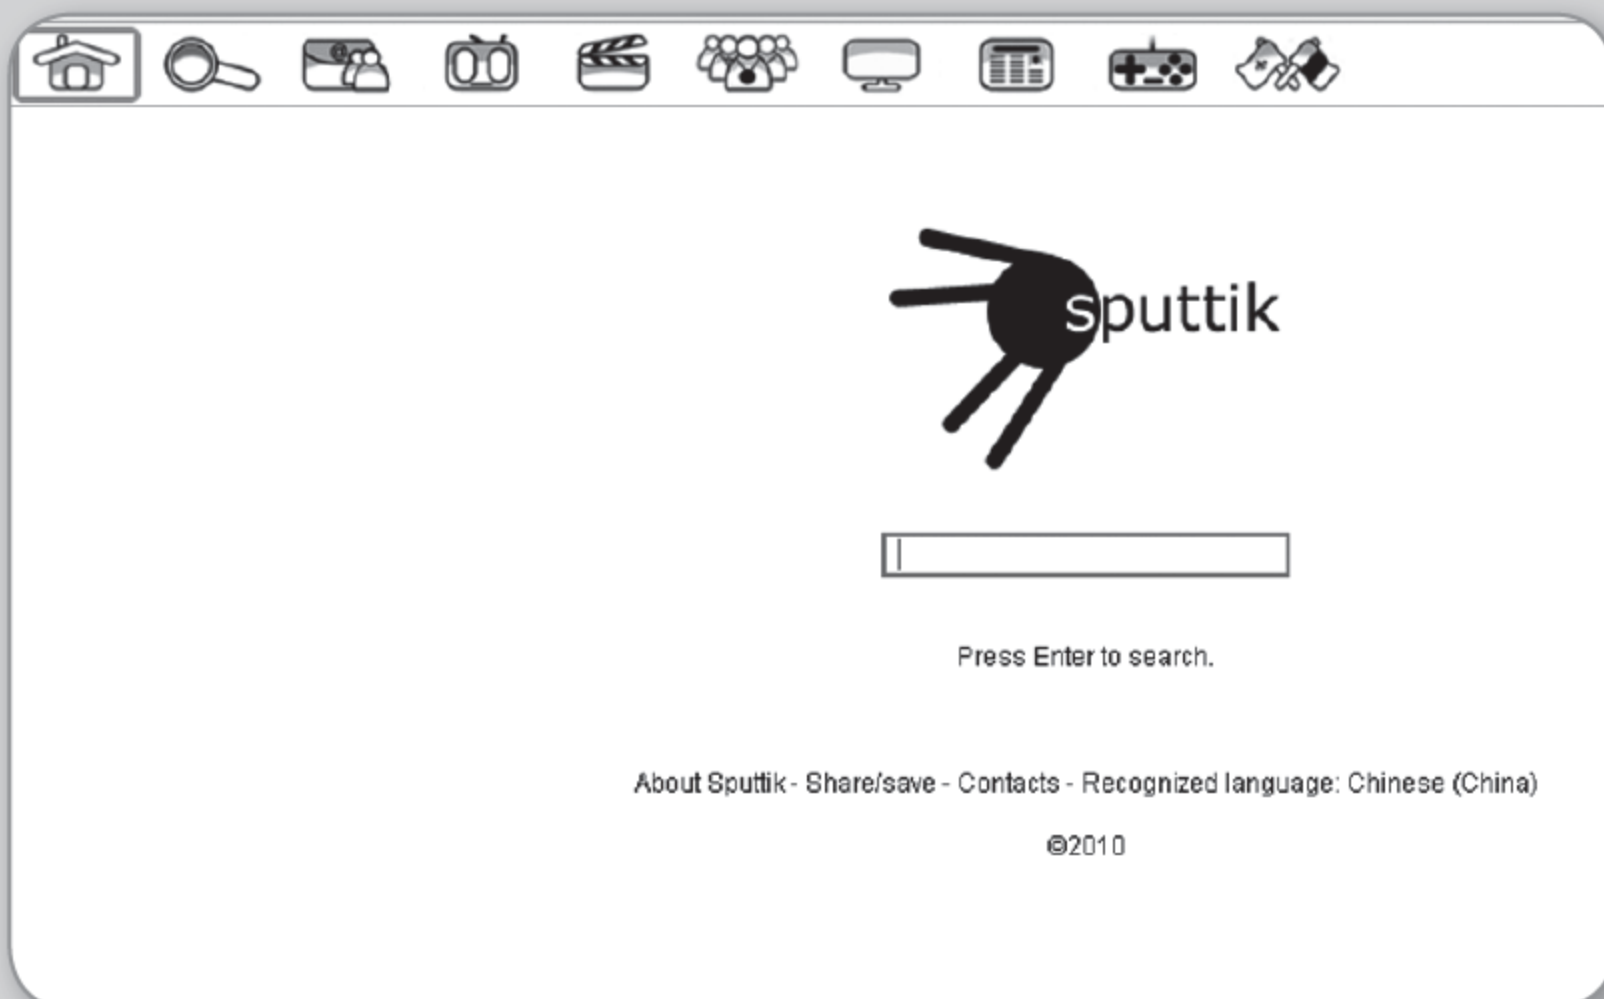 sputtik
Press Enter to search.
About Sputtik - Share/save - Contacts - Recognized language: Chinese (China)
©2010